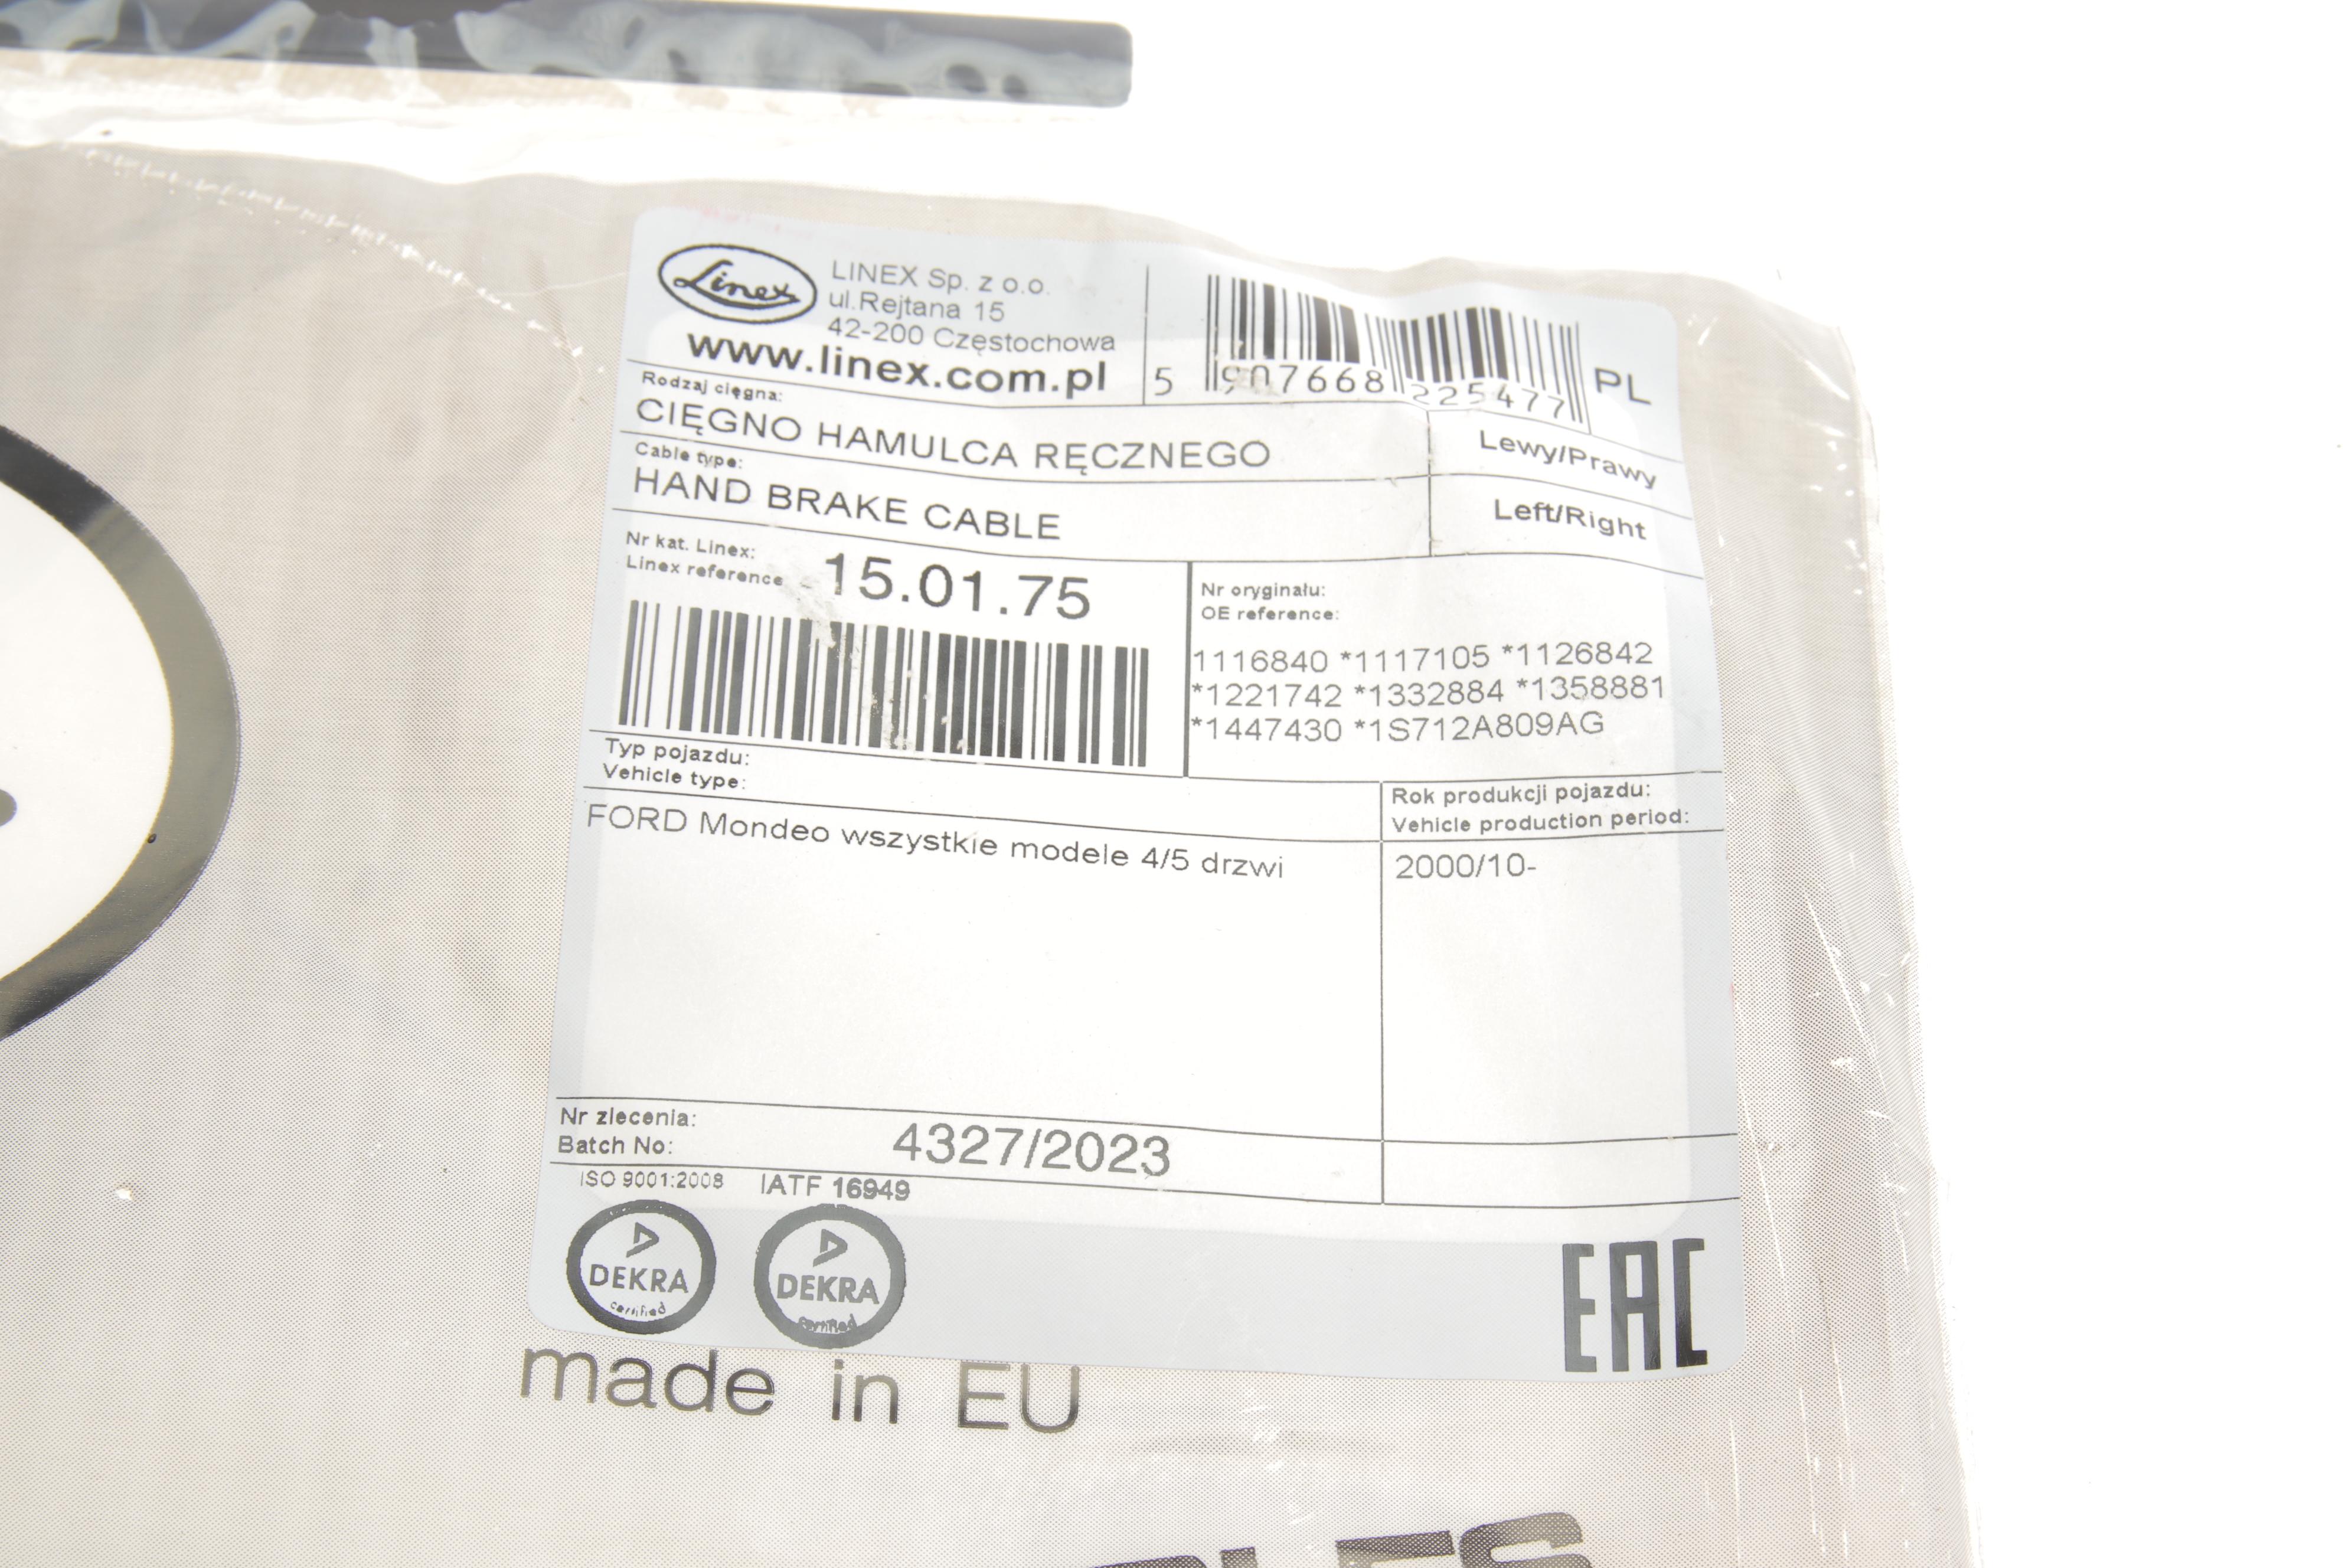 Linex
LINEX Sp. z o.o.
ul.Rejtana 15
42-200 Częstochowa
www.linex.com.pl
5 907668 225477
PL
Rodzaj cięgna:
CIĘGNO HAMULCA RĘCZNEGO
Lewy/Prawy
Cable type:
HAND BRAKE CABLE
Left/Right
Nr kat. Linex:
Linex reference
15.01.75
Nr oryginału:
OE reference:
1116840 *1117105 *1126842
*1221742 *1332884 *1358881
*1447430 *1S712A809AG
Typ pojazdu:
Vehicle type:
Rok produkcji pojazdu:
Vehicle production period:
FORD Mondeo wszystkie modele 4/5 drzwi
2000/10-
Nr zlecenia:
Batch No:
4327/2023
ISO 9001:2008
IATF 16949
DEKRA
certified
DEKRA
certified
EAC
made in EU